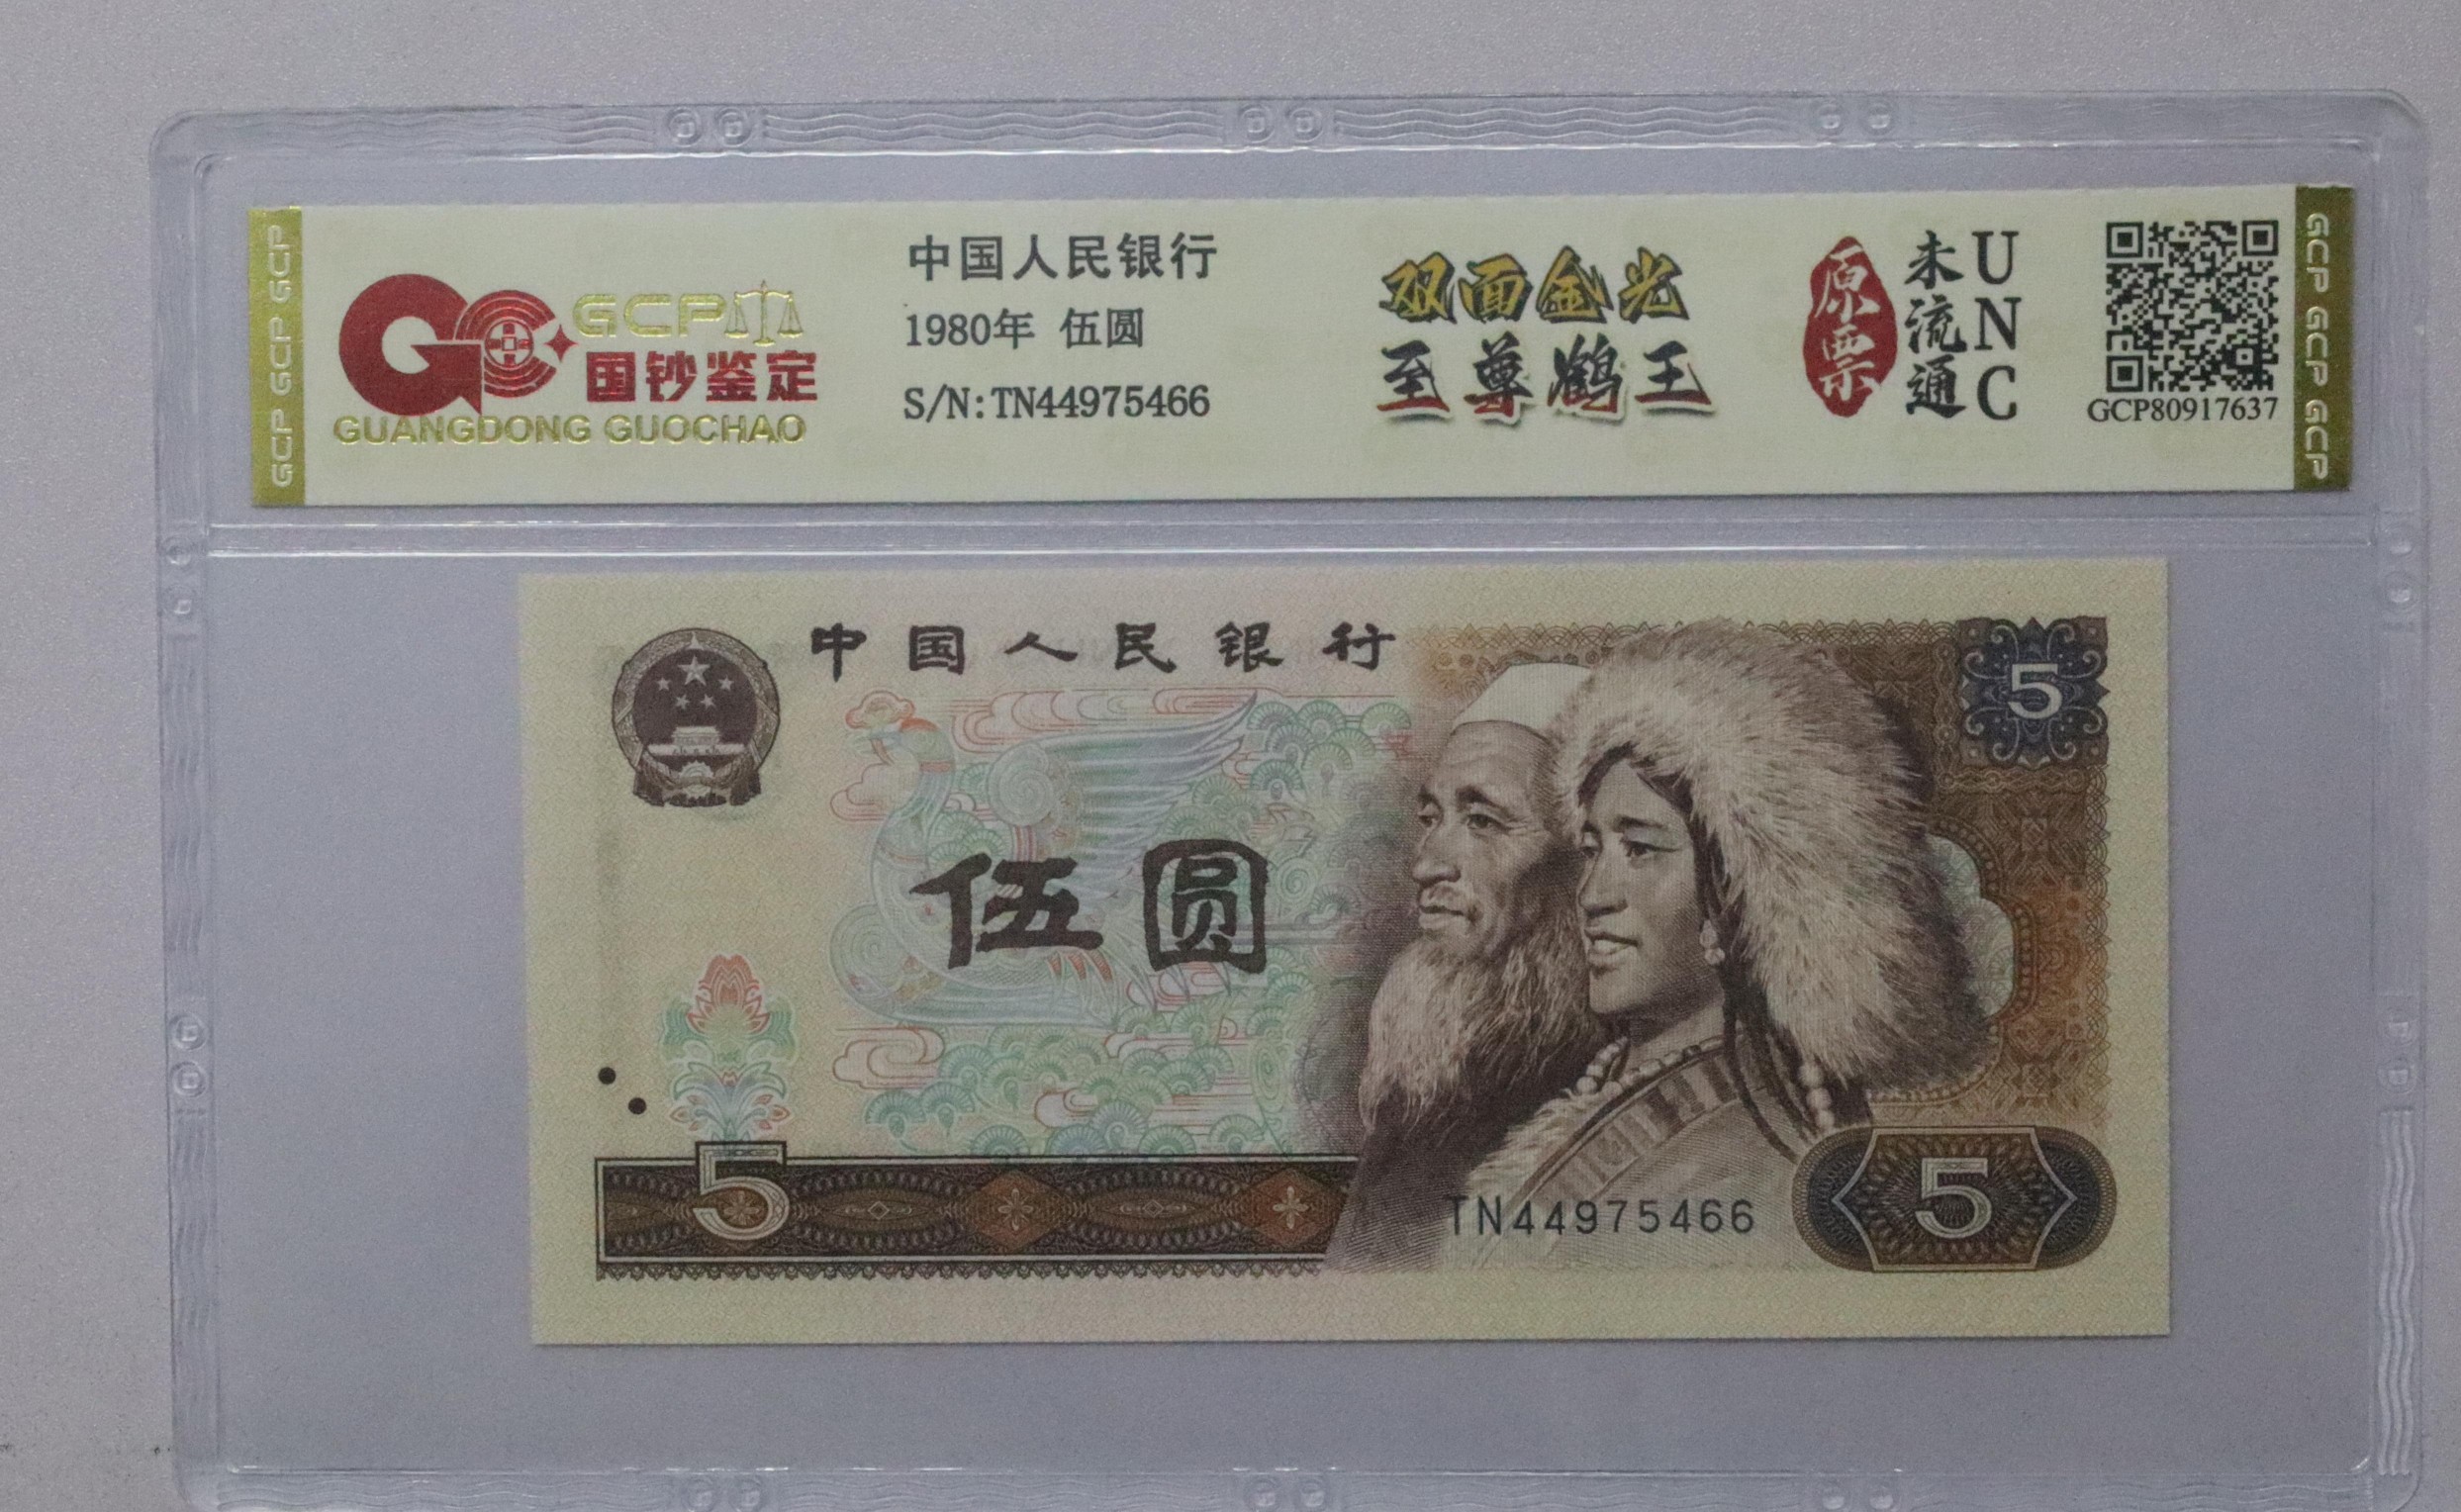 GCP GCP GCP
GCP
国钞鉴定
GUANGDONG GUOCHAO
中国人民银行
1980年 伍圆
S/N:TN44975466
双面金光
至尊鹤王
原票
未流通
UNC
GCP80917637
GCP GCP GCP
中国人民银行
5
伍圆
5
TN44975466
5